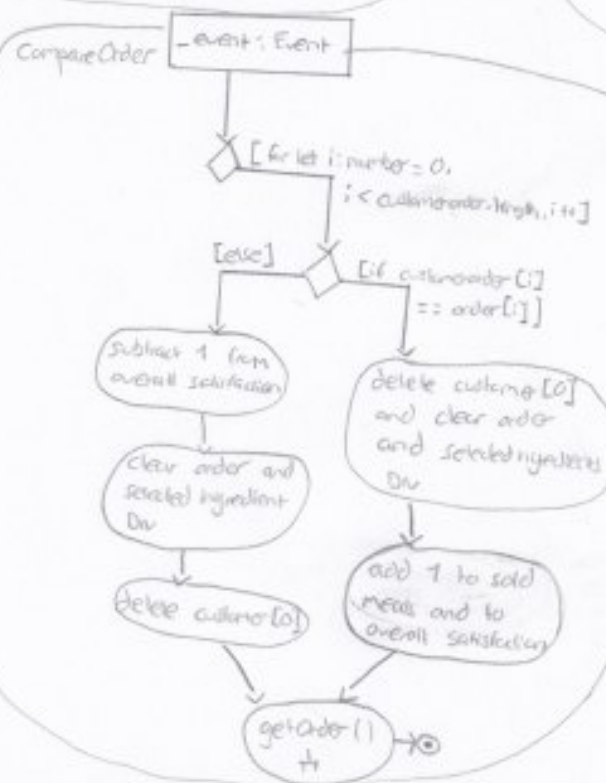 CompareOrder
_event: Event
[for let i: number = 0,
i < customerorder.length, i++]
[else]
[if customerorder[i]
== order[i]]
subtract 1 from
overall satisfaction
clear order and
selected ingredient
Div
delete customer[0]
delete customer[0]
and clear order
and selected ingredients
Div
add 1 to sold
meals and to
overall satisfaction
getOrder()